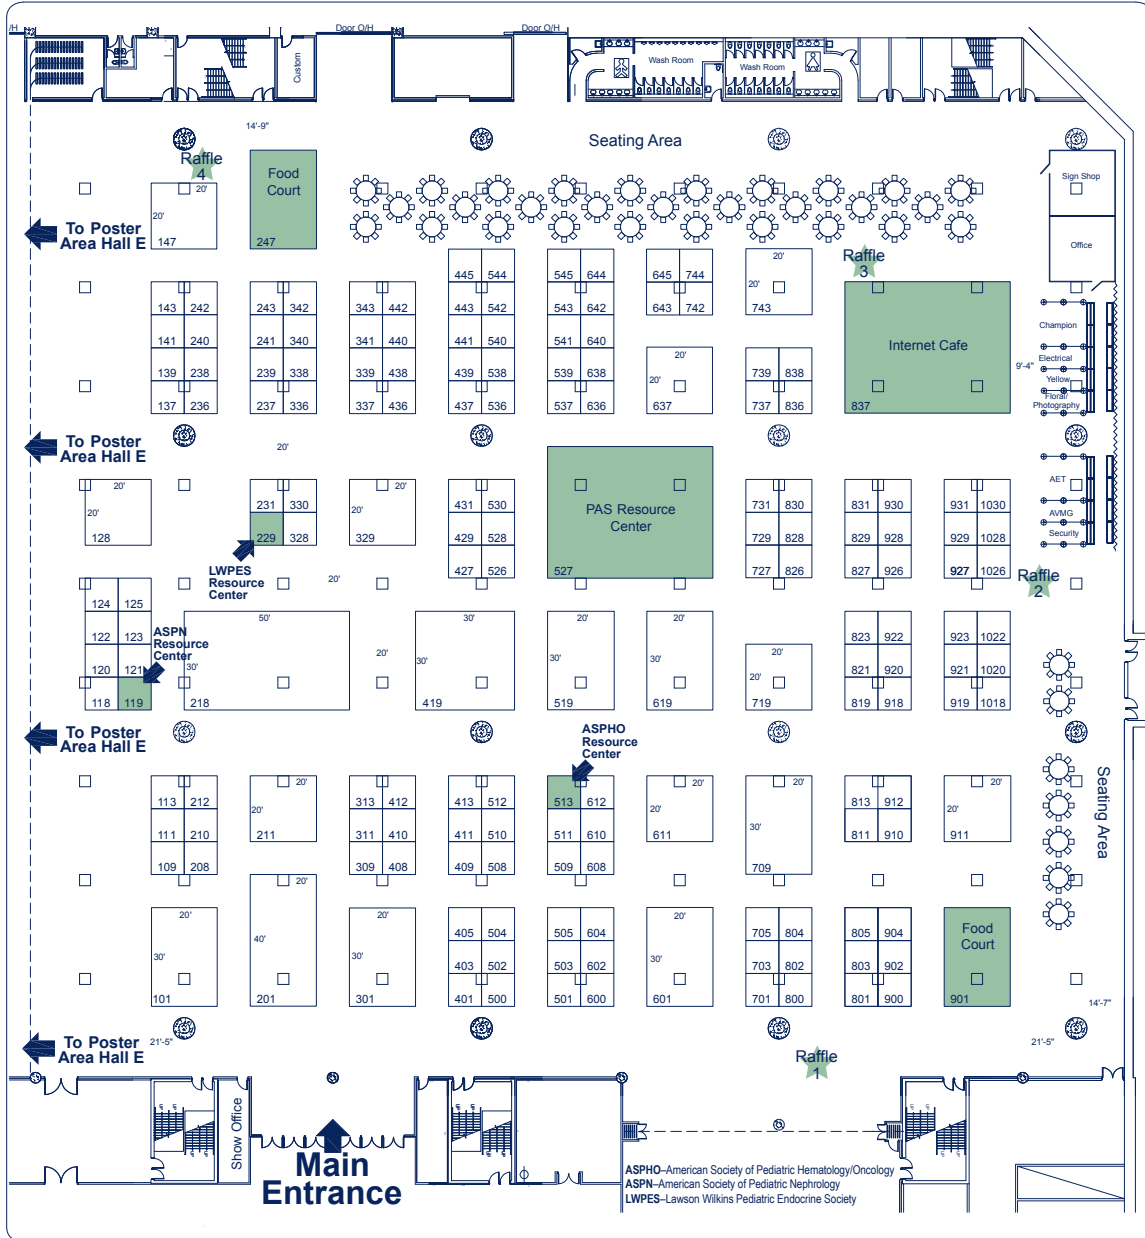 /H
Door O/H
Door O/H
Custom
Wash Room
Wash Room
14'-9"
Seating Area
Raffle
4
20'
20'
147
Food
Court
247
Sign Shop
Office
To Poster
Area Hall E
Raffle
3
445 544
545 644
645 744
20'
20'
743
143 242
243 342
343 442
443 542
543 642
643 742
141 240
241 340
341 440
441 540
541 640
Internet Cafe
837
Champion
Electrical
Yellow
Floral/
Photography
9'-4"
139 238
239 338
339 438
439 538
539 638
20'
20'
637
739 838
137 236
237 336
337 436
437 536
537 636
737 836
To Poster
Area Hall E
20'
20'
20'
128
231 330
229 328
20'
20'
329
431 530
429 528
427 526
PAS Resource
Center
527
731 830
729 828
727 826
831 930
829 928
827 926
931 1030
929 1028
927 1026
AET
AVMG
Security
LWPES
Resource
Center
20'
Raffle
2
124 125
122 123
120 121
118 119
ASPN
Resource
Center
50'
30'
218
20'
30'
30'
419
20'
30'
519
20'
30'
619
20'
20'
719
823 922
821 920
819 918
923 1022
921 1020
919 1018
To Poster
Area Hall E
ASPHO
Resource
Center
113 212
111 210
109 208
20'
20'
211
313 412
311 410
309 408
413 512
411 510
409 508
513 612
511 610
509 608
20'
20'
611
20'
30'
709
813 912
811 910
20'
20'
911
Seating Area
20'
30'
101
20'
40'
201
20'
30'
301
405 504
403 502
401 500
505 604
503 602
501 600
20'
30'
601
705 804
703 802
701 800
805 904
803 902
801 900
Food
Court
901
14'-7"
To Poster
Area Hall E
21'-5"
21'-5"
Raffle
1
Show Office
Main
Entrance
ASPHO–American Society of Pediatric Hematology/Oncology
ASPN–American Society of Pediatric Nephrology
LWPES–Lawson Wilkins Pediatric Endocrine Society